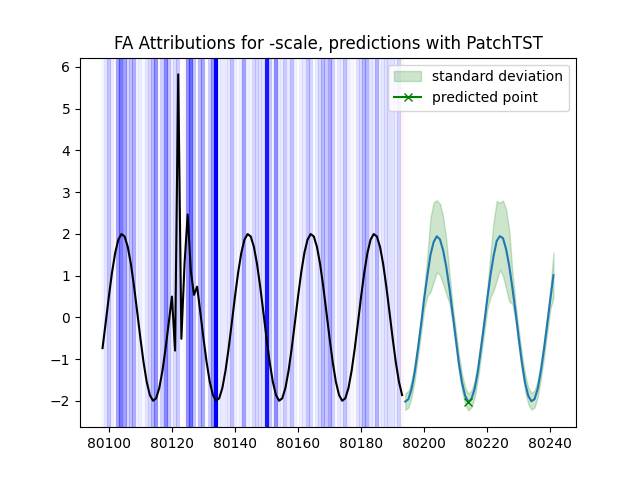 FA Attributions for -scale, predictions with PatchTST
standard deviation
predicted point
6
5
4
3
2
1
0
−1
−2
80100 80120 80140 80160 80180 80200 80220 80240